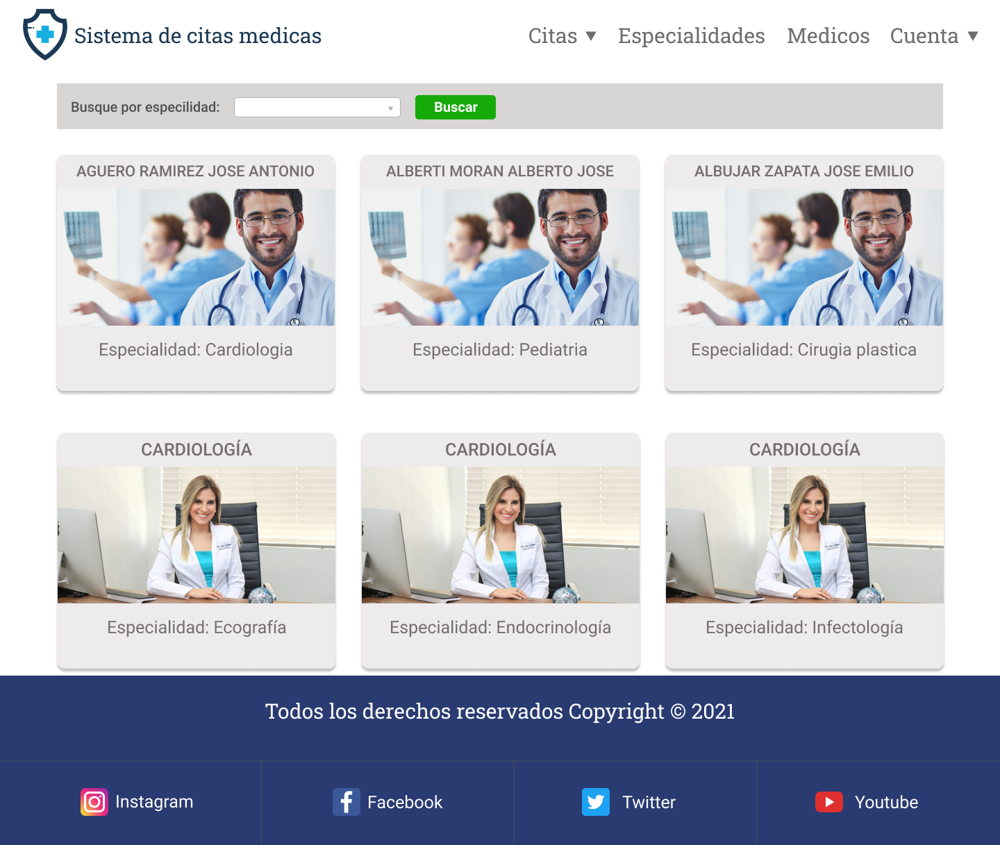 Sistema de citas medicas
Citas ▼ Especialidades Medicos Cuenta ▼
Busque por especilidad: Buscar
AGUERO RAMIREZ JOSE ANTONIO
Especialidad: Cardiologia
ALBERTI MORAN ALBERTO JOSE
Especialidad: Pediatria
ALBUJAR ZAPATA JOSE EMILIO
Especialidad: Cirugia plastica
CARDIOLOGÍA
Especialidad: Ecografía
CARDIOLOGÍA
Especialidad: Endocrinología
CARDIOLOGÍA
Especialidad: Infectología
Todos los derechos reservados Copyright © 2021
Instagram
Facebook
Twitter
Youtube